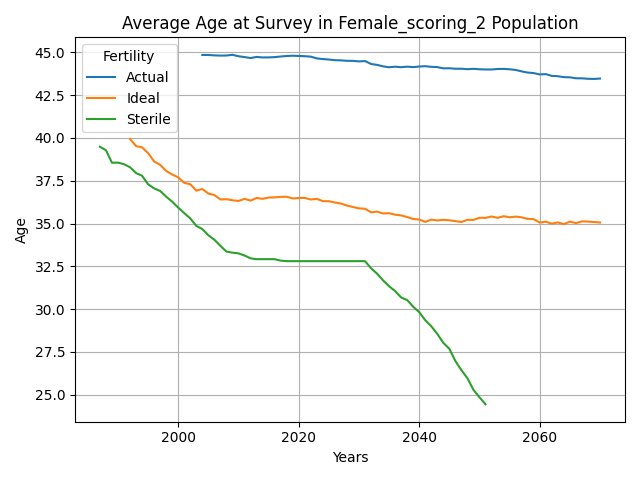 Average Age at Survey in Female_scoring_2 Population
Fertility
Actual
Ideal
Sterile
45.0
42.5
40.0
37.5
35.0
32.5
30.0
27.5
25.0
Age
2000
2020
2040
2060
Years